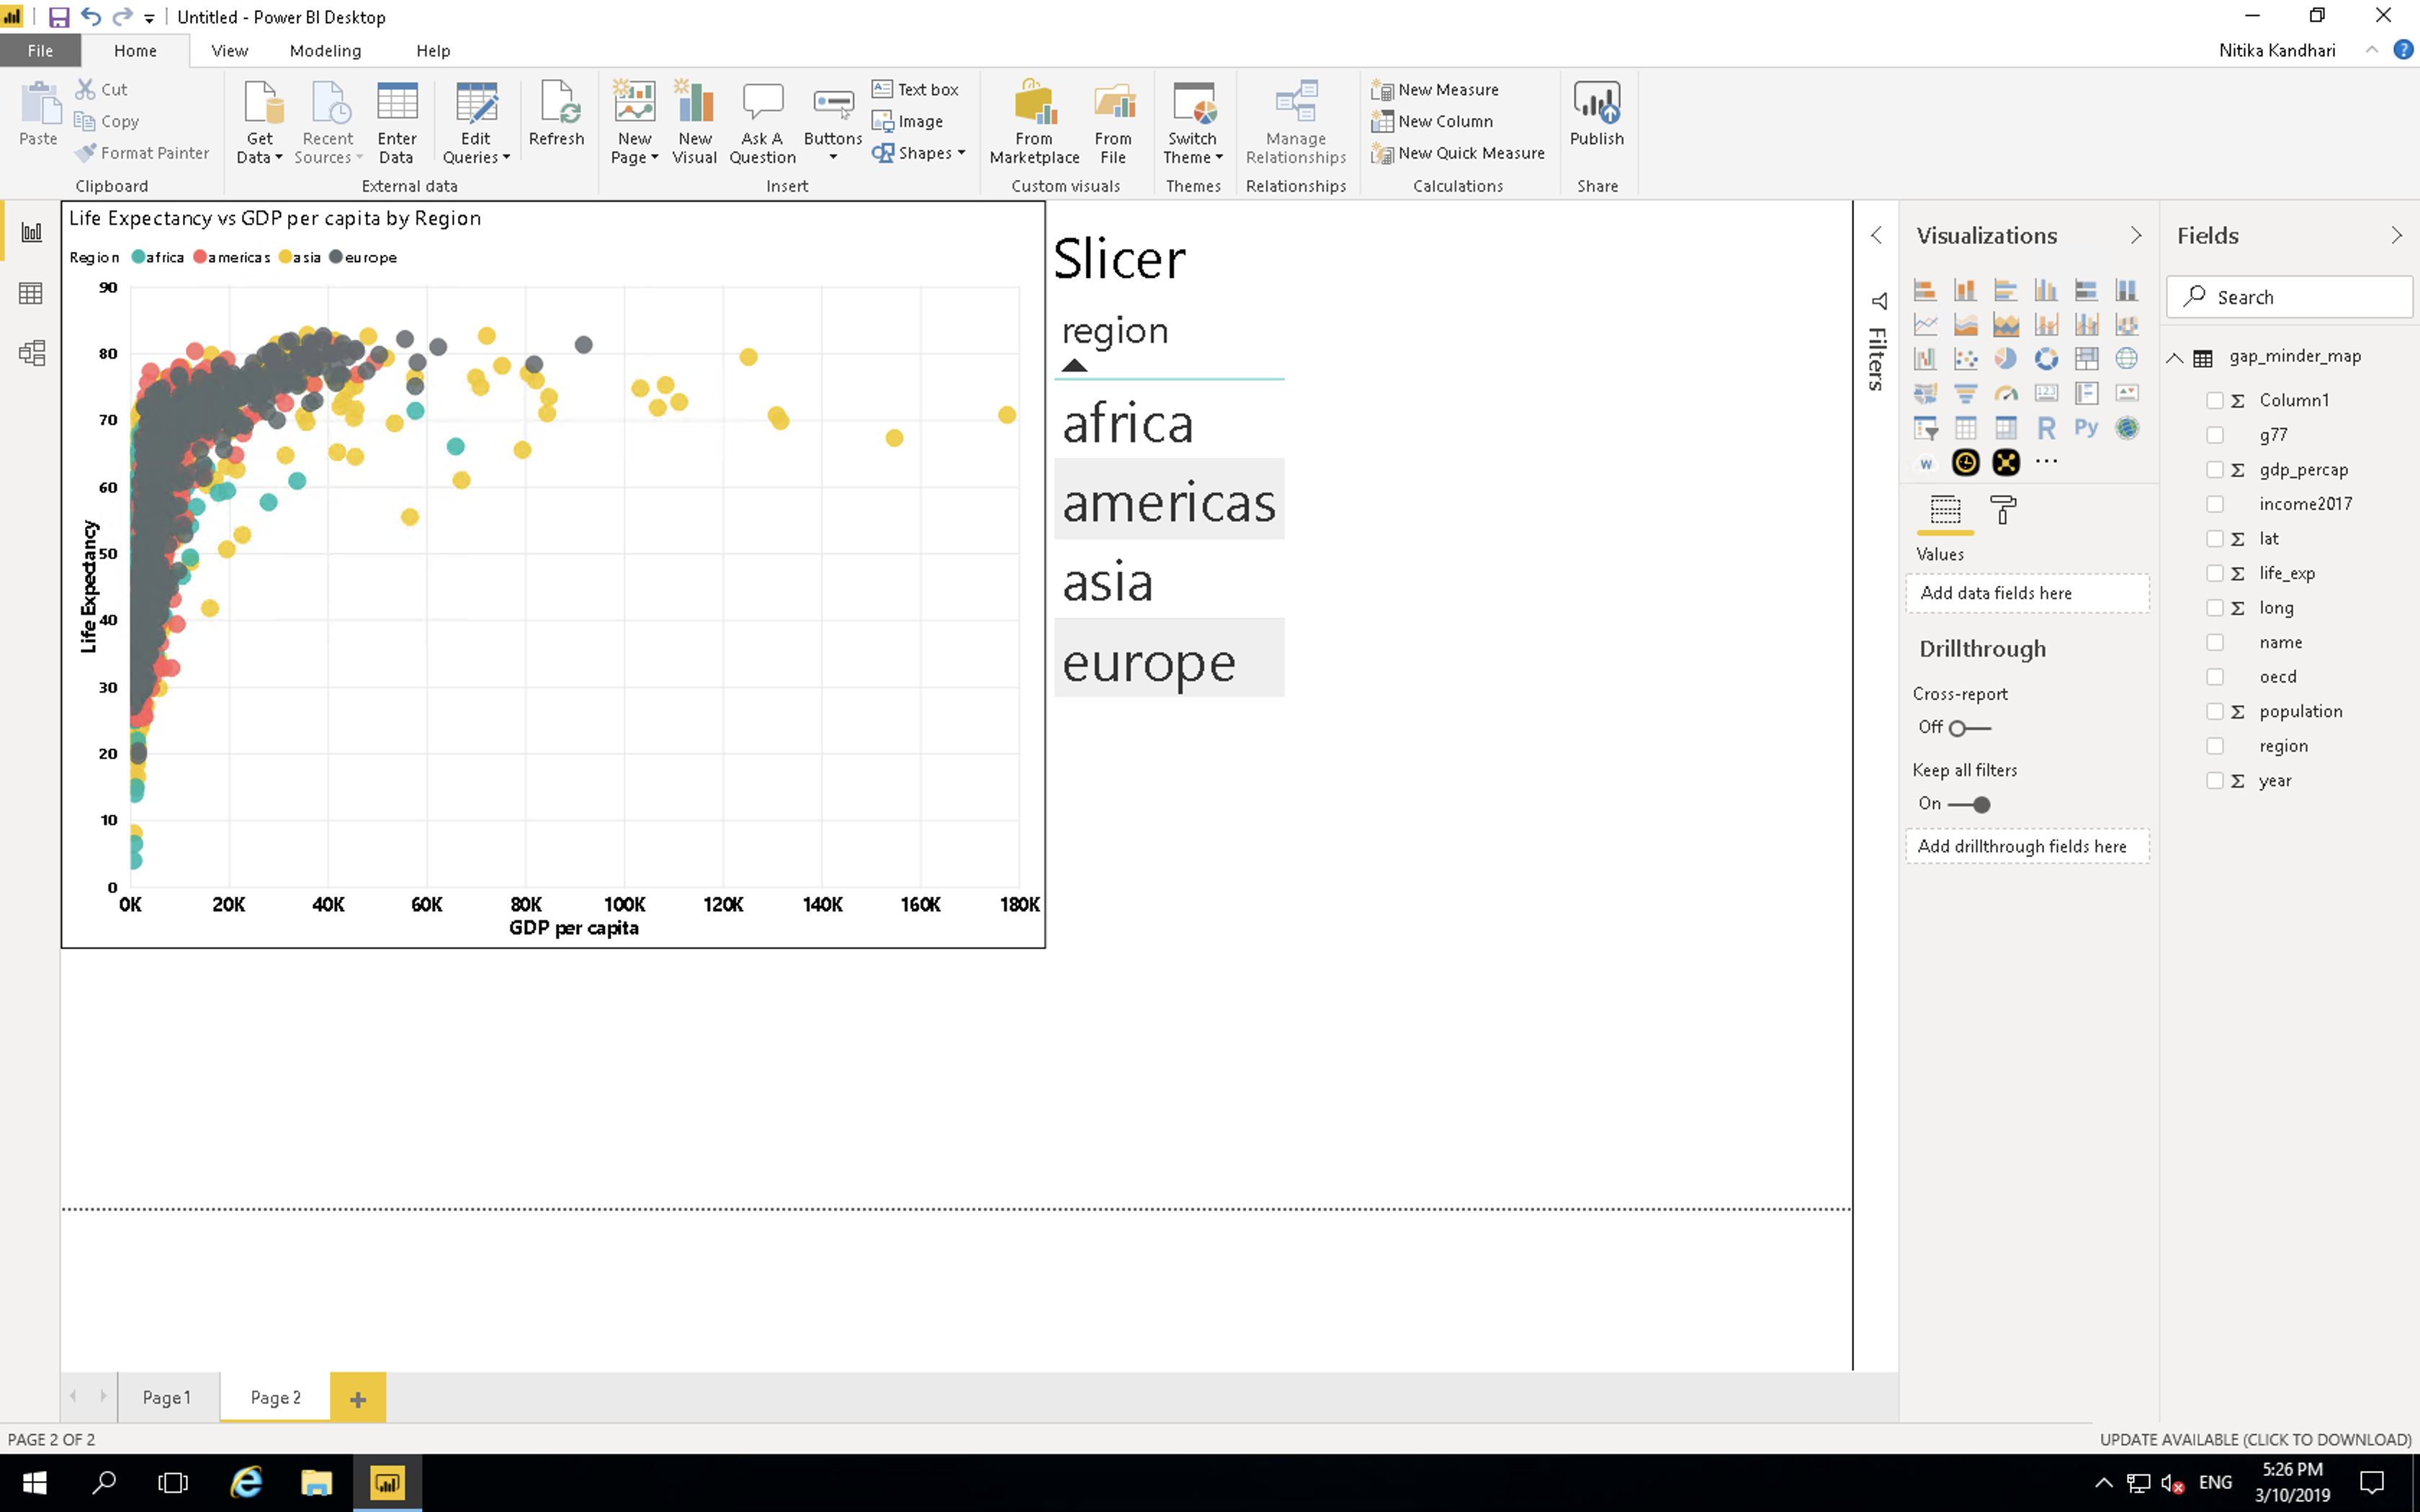 Untitled - Power BI Desktop
File Home View Modeling Help
Nitika Kandhari
?
Paste
Cut
Copy
Format Painter
Clipboard
Get Data
Recent Sources
Enter Data
Edit Queries
Refresh
External data
New Page
New Visual
Ask A Question
Buttons
Text box
Image
Shapes
Insert
From Marketplace
From File
Custom visuals
Switch Theme
Themes
Manage Relationships
Relationships
New Measure
New Column
New Quick Measure
Calculations
Publish
Share
Life Expectancy vs GDP per capita by Region
Region africa americas asia europe
90
80
70
60
50
40
30
20
10
0
Life Expectancy
0K 20K 40K 60K 80K 100K 120K 140K 160K 180K
GDP per capita
Slicer
region
africa
americas
asia
europe
Filters
Visualizations
123
R Py
W
Values
Add data fields here
Drillthrough
Cross-report
Off
Keep all filters
On
Add drillthrough fields here
Fields
Search
gap_minder_map
Σ Column1
g77
Σ gdp_percap
income2017
Σ lat
Σ life_exp
Σ long
name
oecd
Σ population
region
Σ year
Page 1 Page 2 +
PAGE 2 OF 2
UPDATE AVAILABLE (CLICK TO DOWNLOAD)
ENG
5:26 PM
3/10/2019